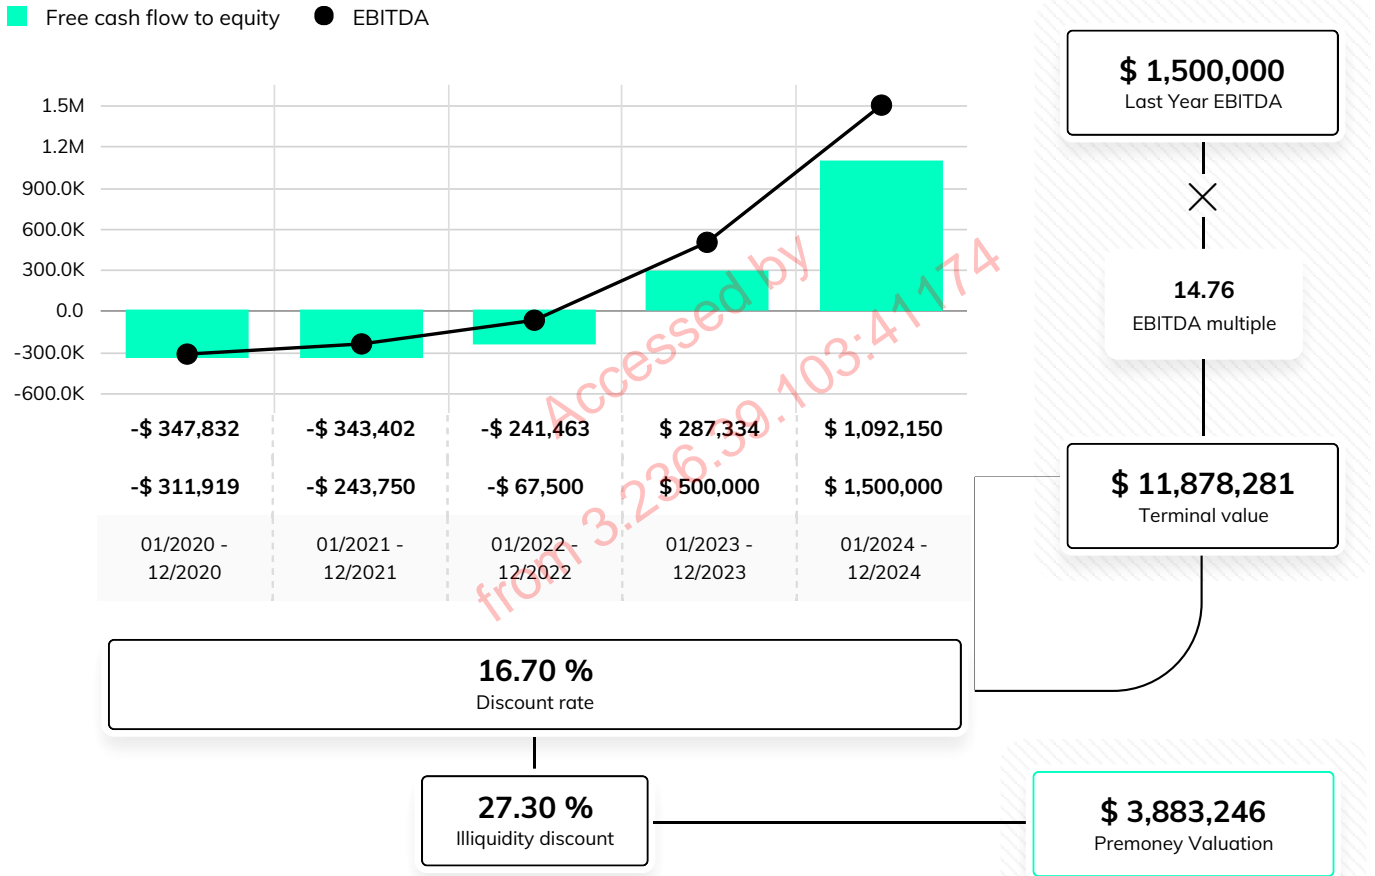 Free cash flow to equity EBITDA
1.5M
1.2M
900.0K
600.0K
300.0K
0.0
-300.0K
-600.0K
-$ 347,832 -$ 343,402 -$ 241,463 $ 287,334 $ 1,092,150
-$ 311,919 -$ 243,750 -$ 67,500 $ 500,000 $ 1,500,000
01/2020 - 01/2021 - 01/2022 - 01/2023 - 01/2024 -
12/2020 12/2021 12/2022 12/2023 12/2024
Accessed by
from 3.236.39.103:41174
$ 1,500,000
Last Year EBITDA
14.76
EBITDA multiple
$ 11,878,281
Terminal value
16.70 %
Discount rate
27.30 %
Illiquidity discount
$ 3,883,246
Premoney Valuation